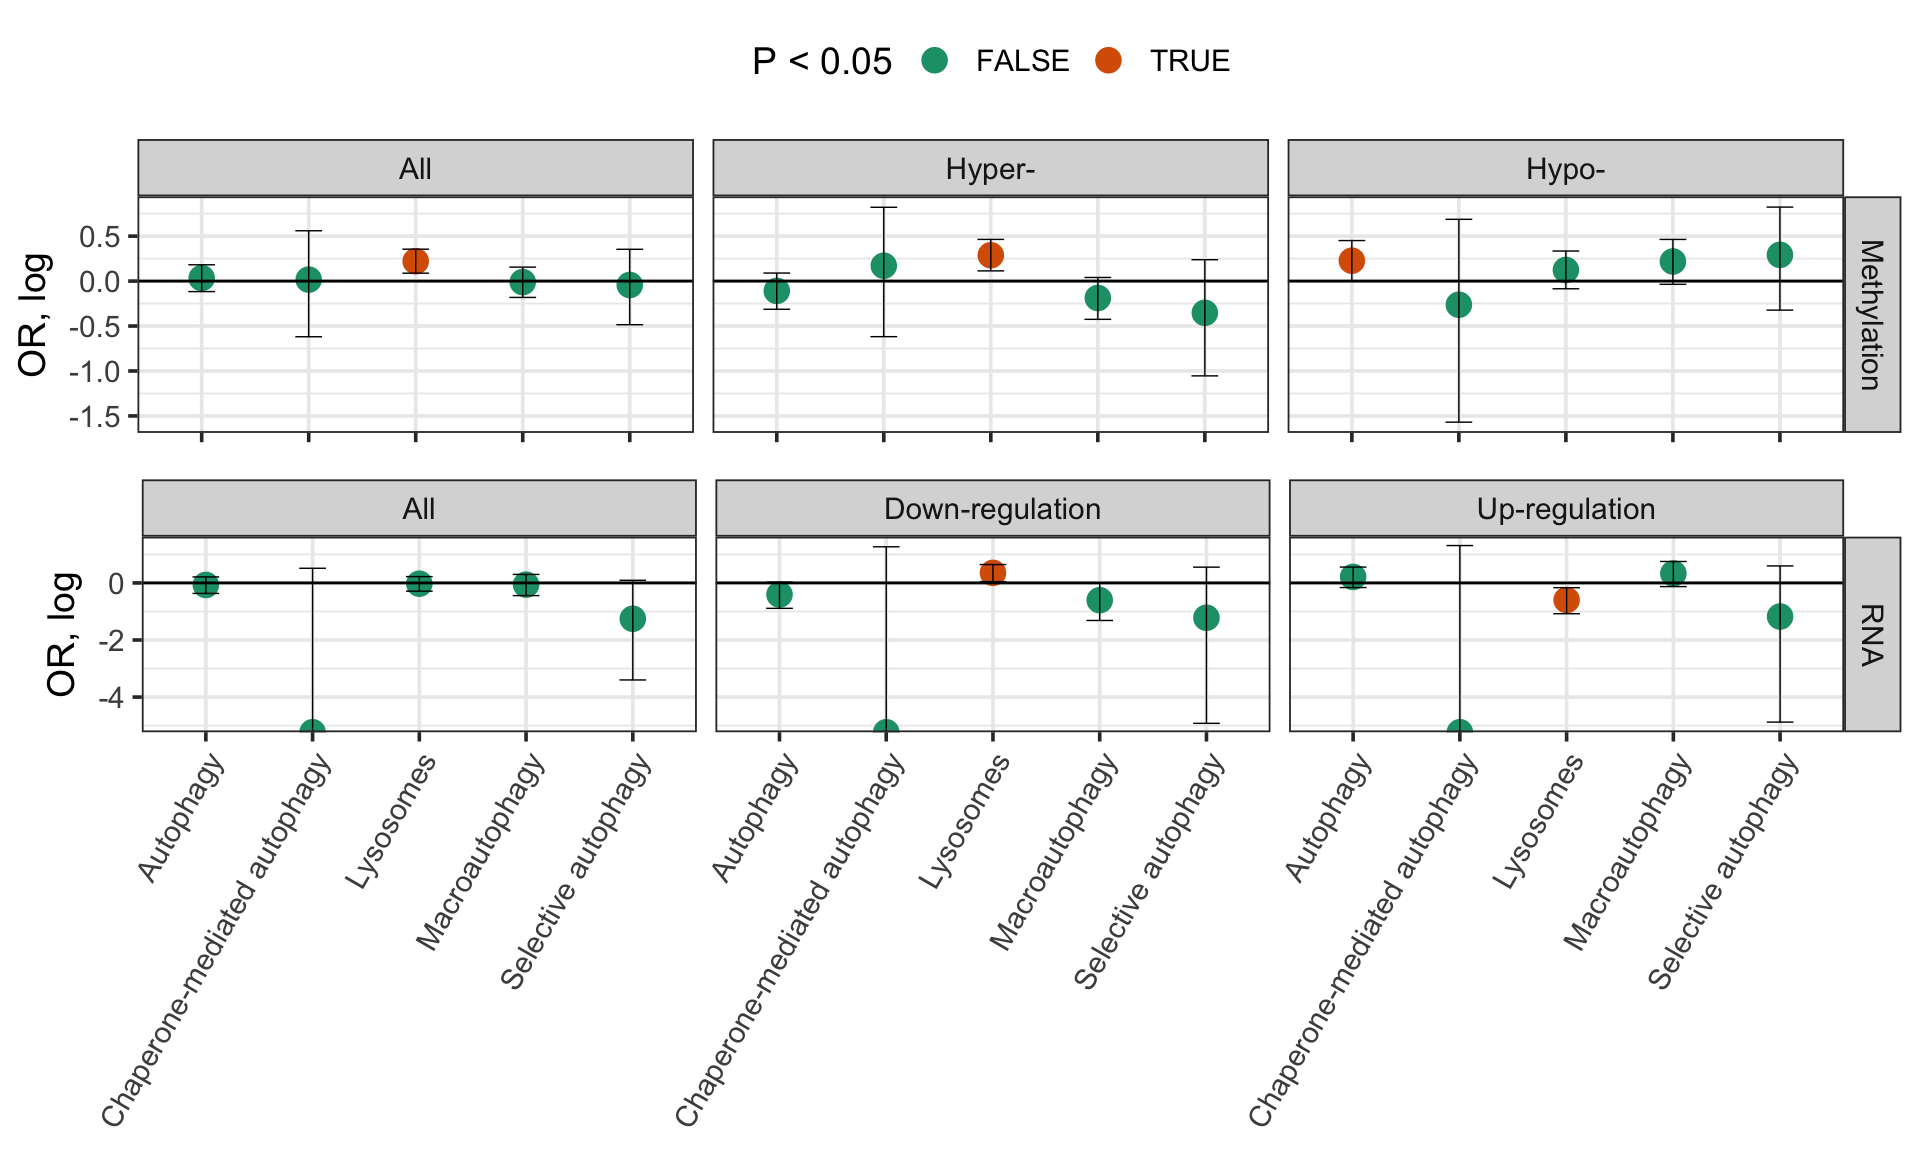 P < 0.05 FALSE TRUE
All Hyper- Hypo-
OR, log
0.5
0.0
-0.5
-1.0
-1.5
Methylation
All Down-regulation Up-regulation
OR, log
0
-2
-4
RNA
Autophagy
Chaperone-mediated autophagy
Lysosomes
Macroautophagy
Selective autophagy
Autophagy
Chaperone-mediated autophagy
Lysosomes
Macroautophagy
Selective autophagy
Autophagy
Chaperone-mediated autophagy
Lysosomes
Macroautophagy
Selective autophagy